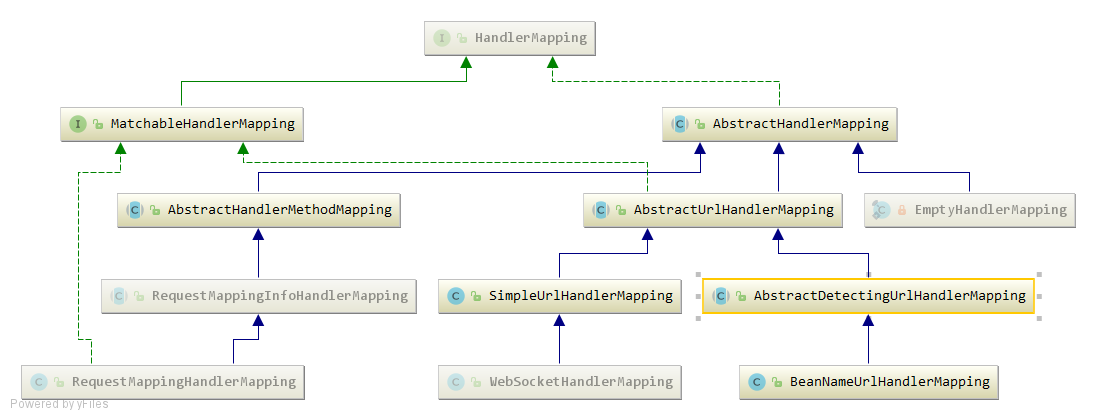 HandlerMapping
MatchableHandlerMapping
AbstractHandlerMapping
AbstractHandlerMethodMapping
AbstractUrlHandlerMapping
EmptyHandlerMapping
RequestMappingInfoHandlerMapping
SimpleUrlHandlerMapping
AbstractDetectingUrlHandlerMapping
RequestMappingHandlerMapping
WebSocketHandlerMapping
BeanNameUrlHandlerMapping
Powered by yFiles